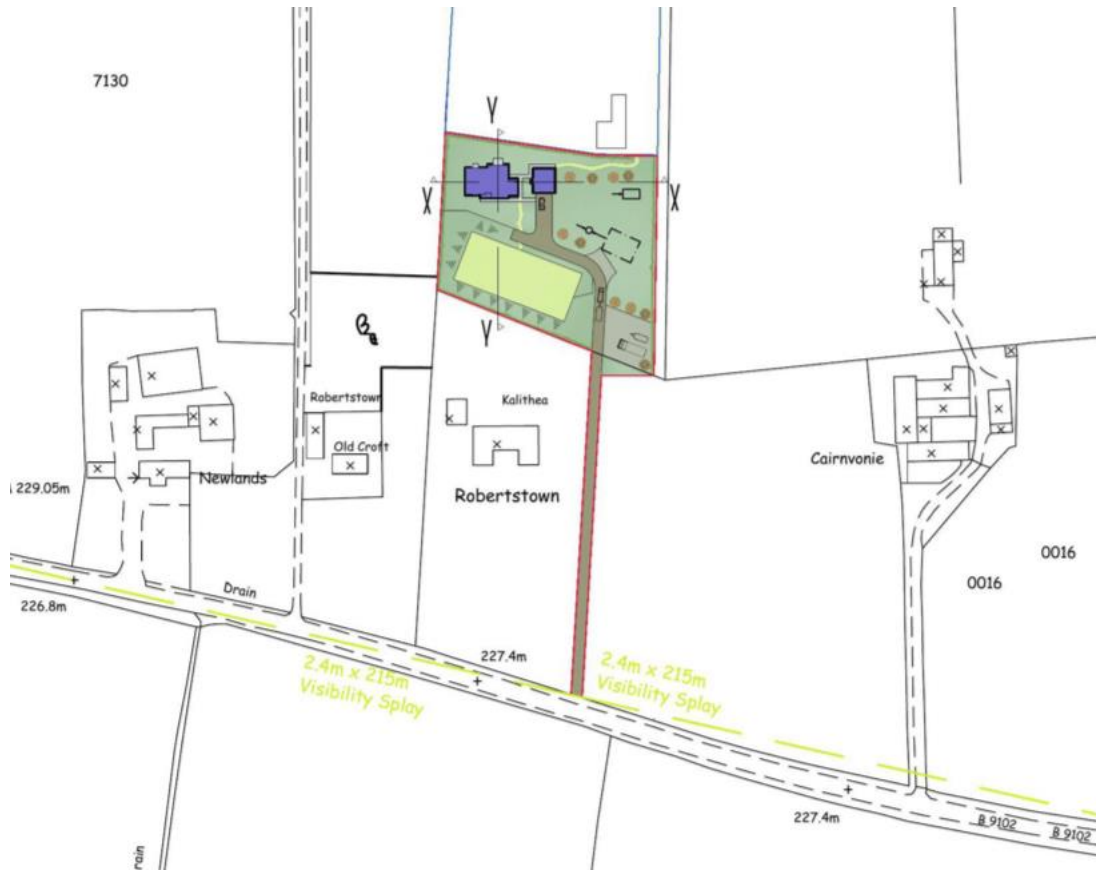 7130
Y
X
X
Y
Robertstown
Kalithea
Old Croft
Newlands
Cairnvonie
229.05m
Robertstown
0016
0016
Drain
226.8m
227.4m
2.4m x 215m
Visibility Splay
2.4m x 215m
Visibility Splay
227.4m
B 9102
B 9102
rain